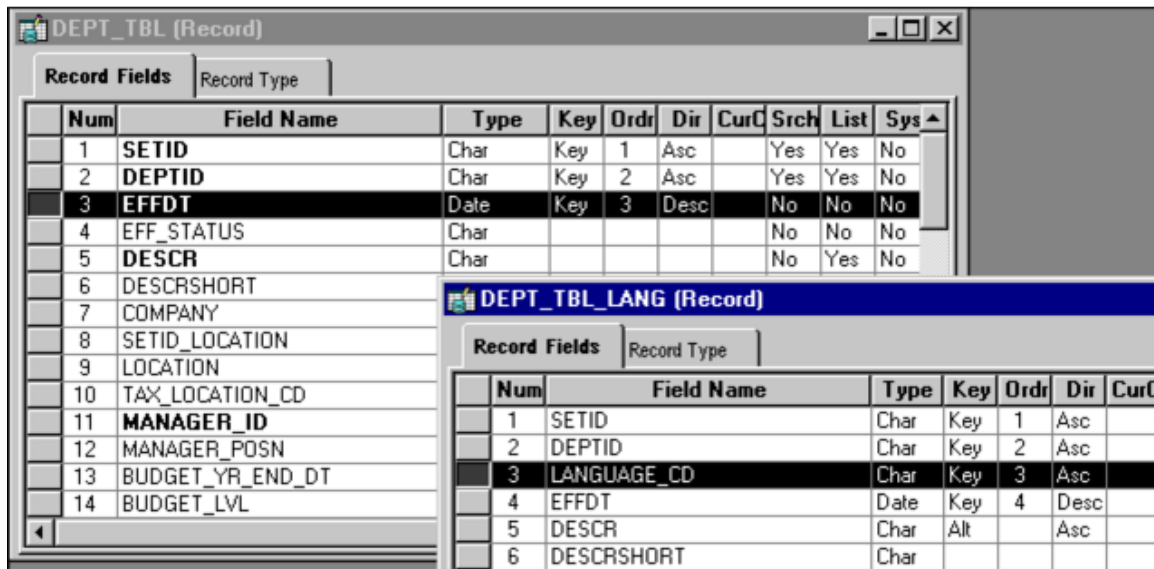 DEPT_TBL (Record)
Record Fields Record Type
Num Field Name Type Key Ordr Dir CurC Srch List Sys
1 SETID Char Key 1 Asc Yes Yes No
2 DEPTID Char Key 2 Asc Yes Yes No
3 EFFDT Date Key 3 Desc No No No
4 EFF_STATUS Char No No No
5 DESCR Char No Yes No
6 DESCRSHORT
7 COMPANY
8 SETID_LOCATION
9 LOCATION
10 TAX_LOCATION_CD
11 MANAGER_ID
12 MANAGER_POSN
13 BUDGET_YR_END_DT
14 BUDGET_LVL
DEPT_TBL_LANG (Record)
Record Fields Record Type
Num Field Name Type Key Ordr Dir CurC
1 SETID Char Key 1 Asc
2 DEPTID Char Key 2 Asc
3 LANGUAGE_CD Char Key 3 Asc
4 EFFDT Date Key 4 Desc
5 DESCR Char Alt Asc
6 DESCRSHORT Char